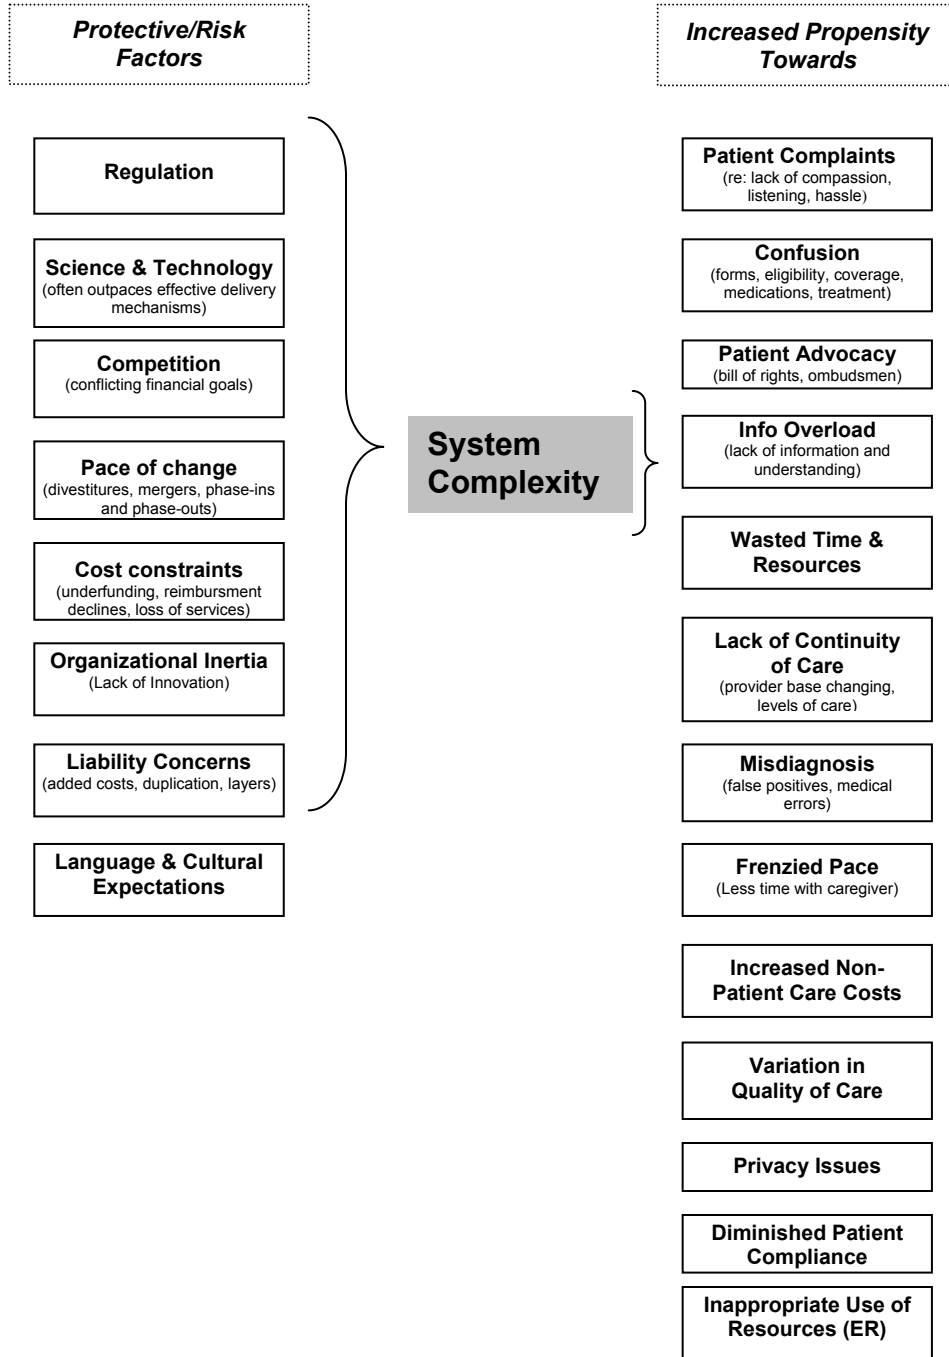 Protective/Risk
Factors
Regulation
Science & Technology
(often outpaces effective delivery
mechanisms)
Competition
(conflicting financial goals)
Pace of change
(divestitures, mergers, phase-ins
and phase-outs)
Cost constraints
(underfunding, reimbursment
declines, loss of services)
Organizational Inertia
(Lack of Innovation)
Liability Concerns
(added costs, duplication, layers)
Language & Cultural
Expectations
System
Complexity
Increased Propensity
Towards
Patient Complaints
(re: lack of compassion,
listening, hassle)
Confusion
(forms, eligibility, coverage,
medications, treatment)
Patient Advocacy
(bill of rights, ombudsmen)
Info Overload
(lack of information and
understanding)
Wasted Time &
Resources
Lack of Continuity
of Care
(provider base changing,
levels of care)
Misdiagnosis
(false positives, medical
errors)
Frenzied Pace
(Less time with caregiver)
Increased Non-
Patient Care Costs
Variation in
Quality of Care
Privacy Issues
Diminished Patient
Compliance
Inappropriate Use of
Resources (ER)